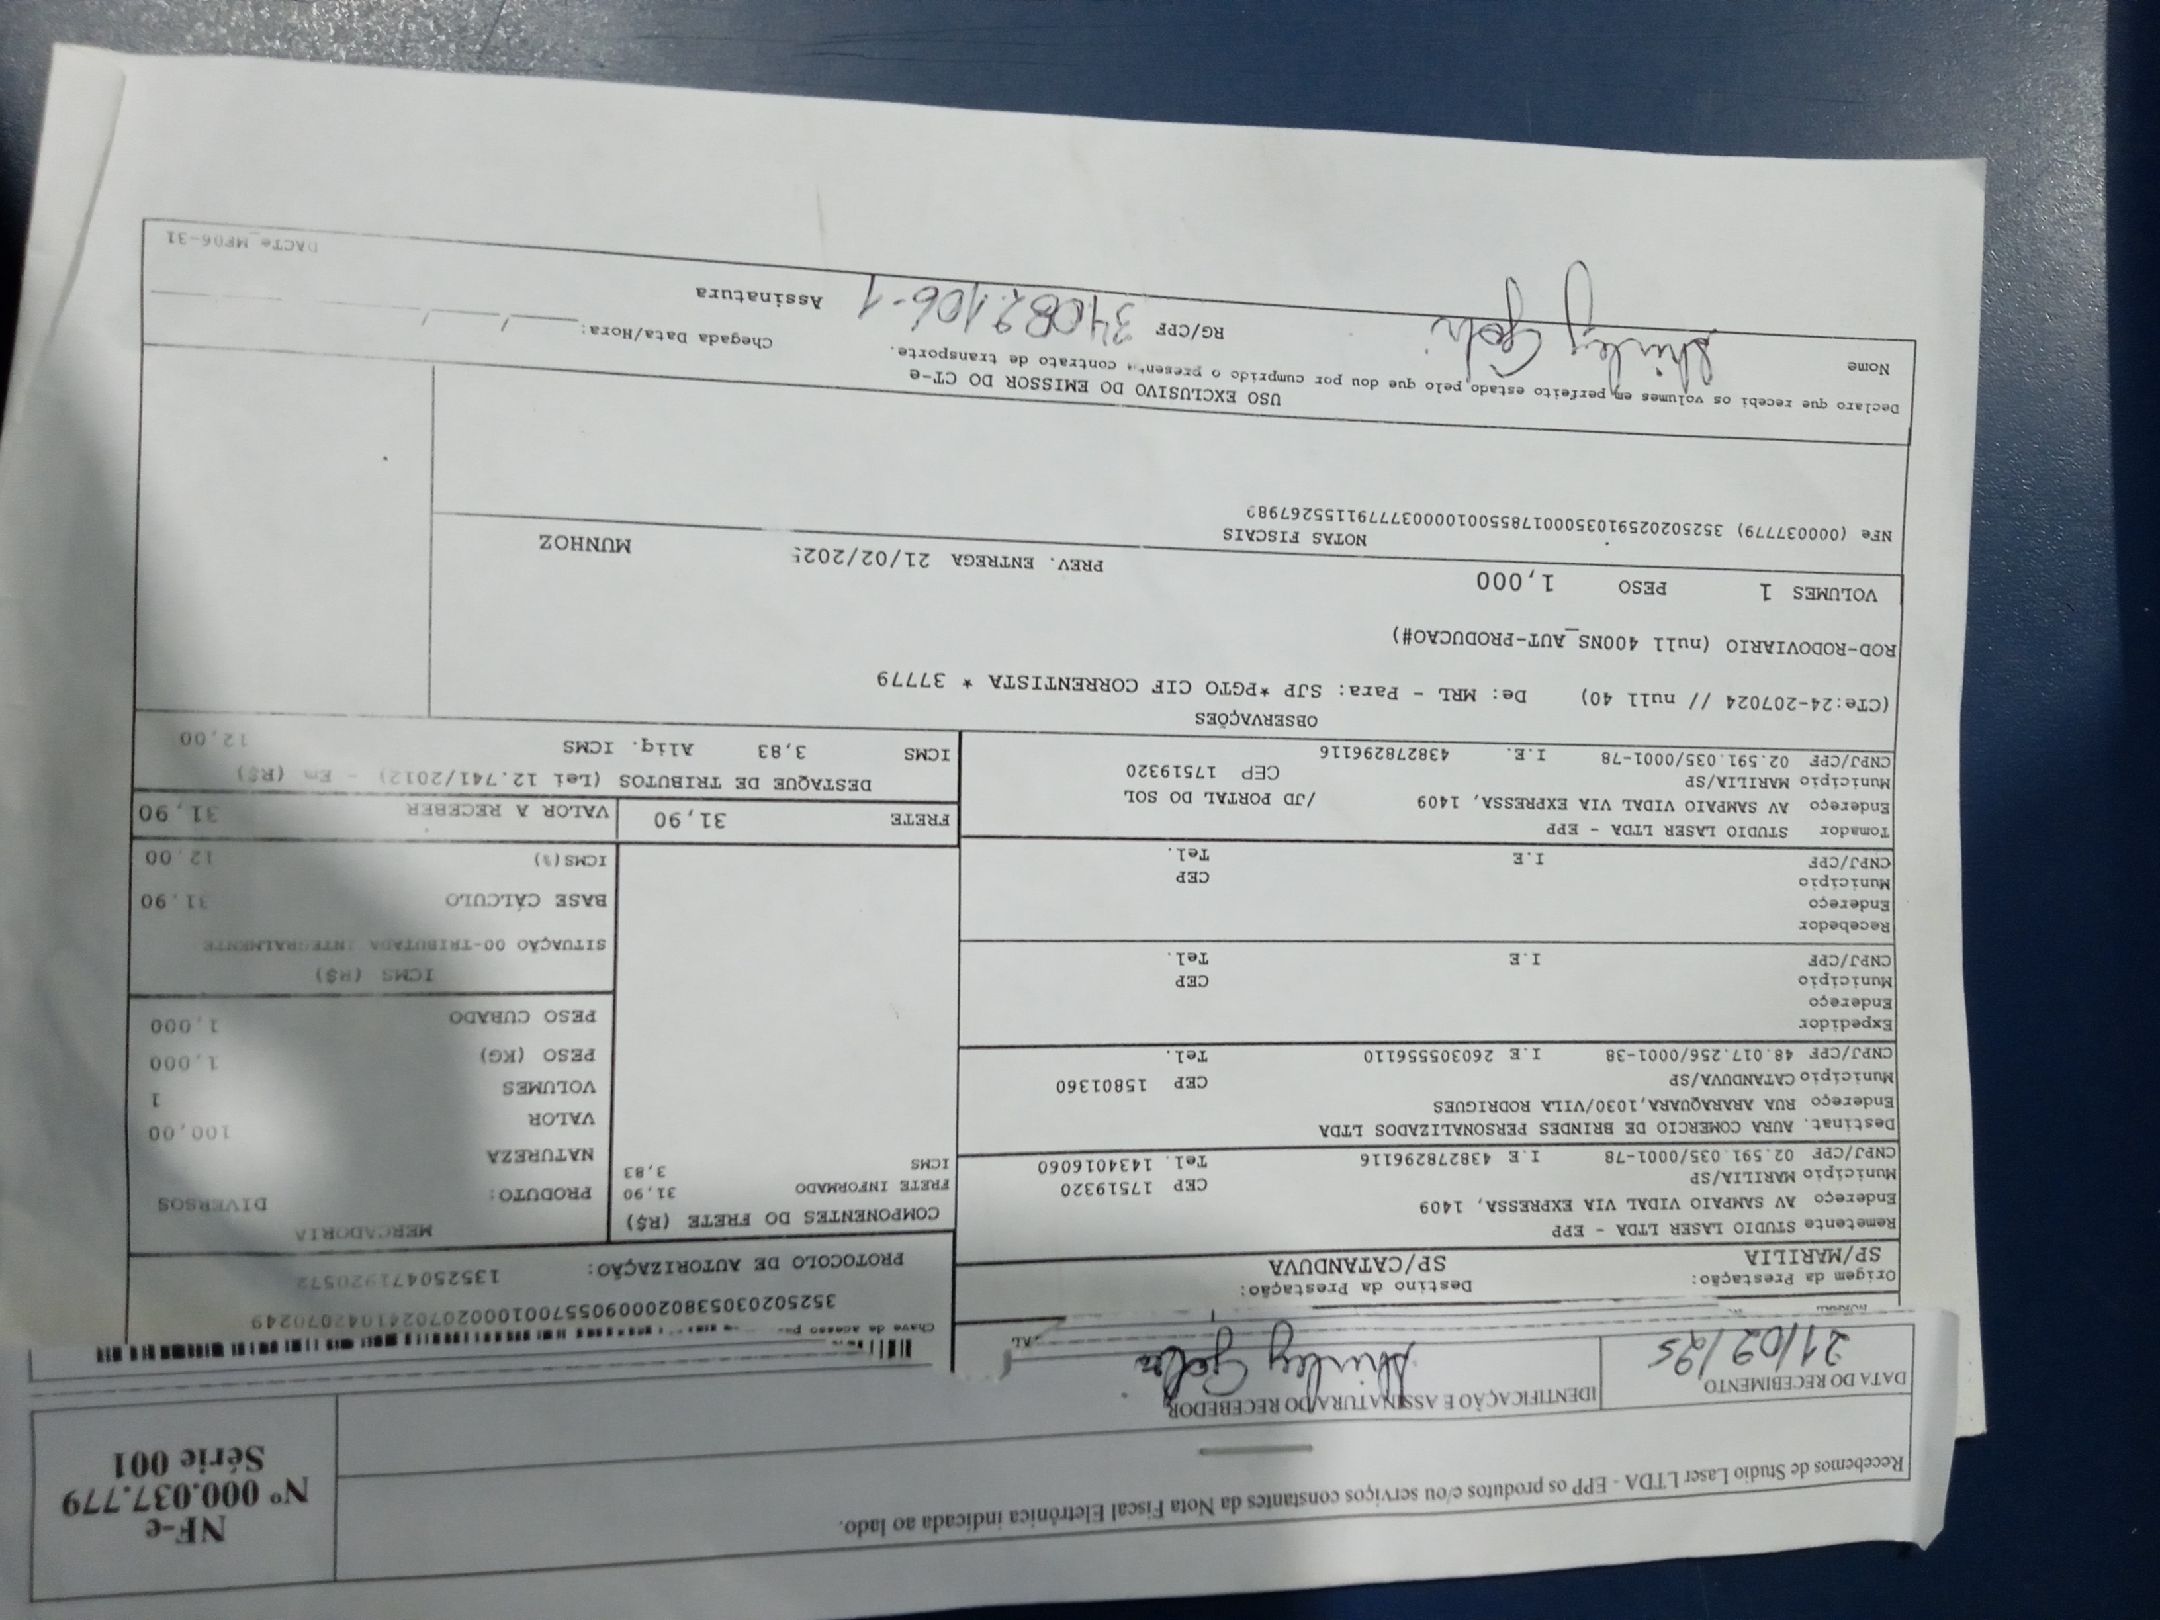 Recebemos de Studio Laser LTDA - EPP os produtos e/ou serviços constantes da Nota Fiscal Eletrônica indicada ao lado.
NF-e
Nº 000.037.779
Série 001
DATA DO RECEBIMENTO
21/02/25
IDENTIFICAÇÃO E ASSINATURA DO RECEBEDOR
Shirley
Chave de acesso
Origem da Prestação:
SP/MARILIA
Destino da Prestação:
SP/CATANDUVA
PROTOCOLO DE AUTORIZAÇÃO: 135250471920572
Remetente STUDIO LASER LTDA - EPP
Endereço AV SAMPAIO VIDAL VIA EXPRESSA, 1409
Município MARILIA/SP CEP 17519320
CNPJ/CPF 02.591.035/0001-78 I.E 438278296116 Tel. 1434016060
Destinat. AURA COMERCIO DE BRINDES PERSONALIZADOS LTDA
Endereço RUA ARARAQUARA,1030/VILA RODRIGUES
Município CATANDUVA/SP CEP 15801360
CNPJ/CPF 48.017.256/0001-38 I.E 260305556110 Tel.
Expedidor
Endereço
Município CEP
CNPJ/CPF I.E Tel.
Recebedor
Endereço
Município CEP
CNPJ/CPF I.E Tel.
Tomador STUDIO LASER LTDA - EPP
Endereço AV SAMPAIO VIDAL VIA EXPRESSA, 1409 /JD PORTAL DO SOL
Município MARILIA/SP CEP 17519320
CNPJ/CPF 02.591.035/0001-78 I.E. 438278296116
COMPONENTES DO FRETE (R$)
FRETE INFORMADO 31,90
ICMS 3,83
MERCADORIA
PRODUTO: DIVERSOS
NATUREZA
VALOR 100,00
VOLUMES 1
PESO (KG) 1,000
PESO CUBADO 1,000
ICMS (R$)
SITUAÇÃO 00-TRIBUTADA INTEGRALMENTE
BASE CÁLCULO 31,90
ICMS(%) 12,00
FRETE 31,90
VALOR A RECEBER 31,90
DESTAQUE DE TRIBUTOS (Lei 12.741/2012) - Em (R$)
ICMS 3,83 Aliq. ICMS 12,00
OBSERVAÇÕES
(CTe:24-207024 // null 40) De: MRL - Para: SJP *PGTO CIF CORRENTISTA * 37779
ROD-RODOVIARIO (null 400NS_AUT-PRODUCAO#)
VOLUMES 1 PESO 1,000 PREV. ENTREGA 21/02/2025 MUNHOZ
NOTAS FISCAIS
NFe (000037779)
USO EXCLUSIVO DO EMISSOR DO CT-e
Declaro que recebi os volumes em perfeito estado pelo que dou por cumprido o presente contrato de transporte.
Nome Shirley
RG/CPF 34082106-1
Assinatura
Chegada Data/Hora: ___/___/___
DACTe_MF06-31